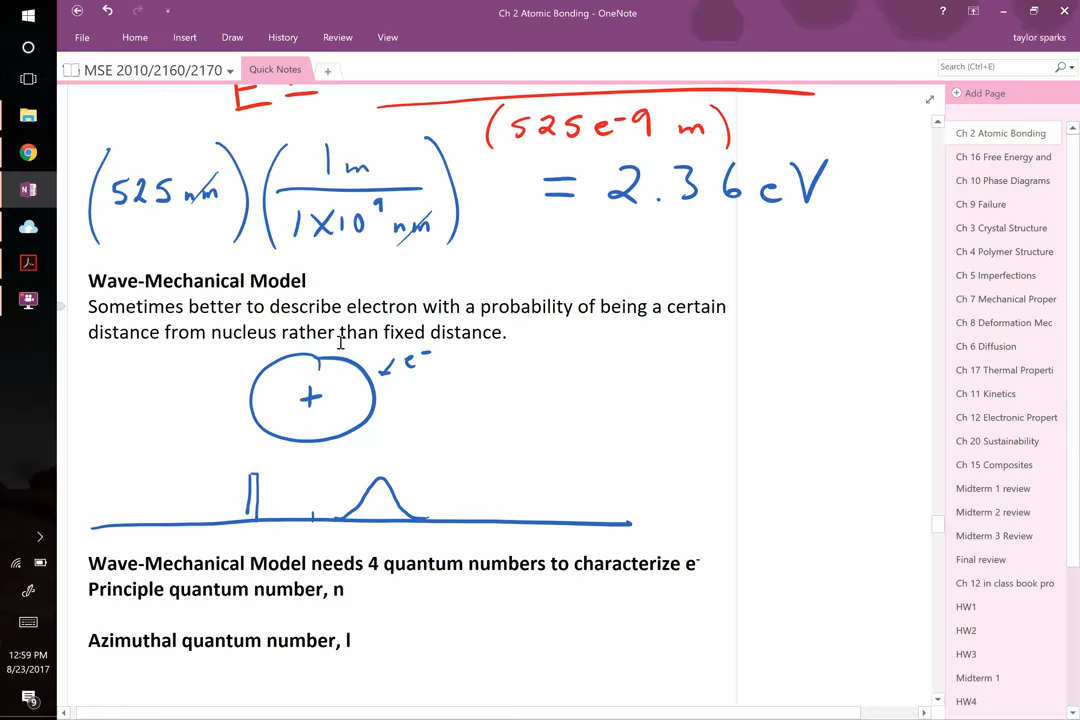 Ch 2 Atomic Bonding - OneNote
File Home Insert Draw History Review View
taylor sparks
MSE 2010/2160/2170
Quick Notes
Search (Ctrl+E)
Add Page
E =
(525e-9 m)
(525 nm) (1m / 1X10⁹ nm) = 2.36 eV
Wave-Mechanical Model
Sometimes better to describe electron with a probability of being a certain
distance from nucleus rather than fixed distance.
e⁻
+
Wave-Mechanical Model needs 4 quantum numbers to characterize e⁻
Principle quantum number, n
Azimuthal quantum number, l
Ch 2 Atomic Bonding
Ch 16 Free Energy and
Ch 10 Phase Diagrams
Ch 9 Failure
Ch 3 Crystal Structure
Ch 4 Polymer Structure
Ch 5 Imperfections
Ch 7 Mechanical Proper
Ch 8 Deformation Mec
Ch 6 Diffusion
Ch 17 Thermal Properti
Ch 11 Kinetics
Ch 12 Electronic Propert
Ch 20 Sustainability
Ch 15 Composites
Midterm 1 review
Midterm 2 review
Midterm 3 Review
Final review
Ch 12 in class book pro
HW1
HW2
HW3
Midterm 1
HW4
12:59 PM
8/23/2017